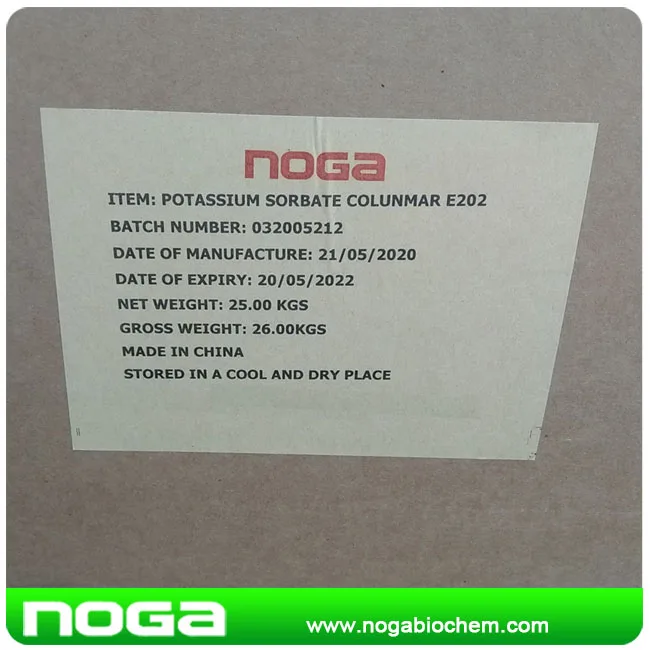 noga
ITEM: POTASSIUM SORBATE COLUNMAR E202
BATCH NUMBER: 032005212
DATE OF MANUFACTURE: 21/05/2020
DATE OF EXPIRY: 20/05/2022
NET WEIGHT: 25.00 KGS
GROSS WEIGHT: 26.00KGS
MADE IN CHINA
STORED IN A COOL AND DRY PLACE
noga www.nogabiochem.com